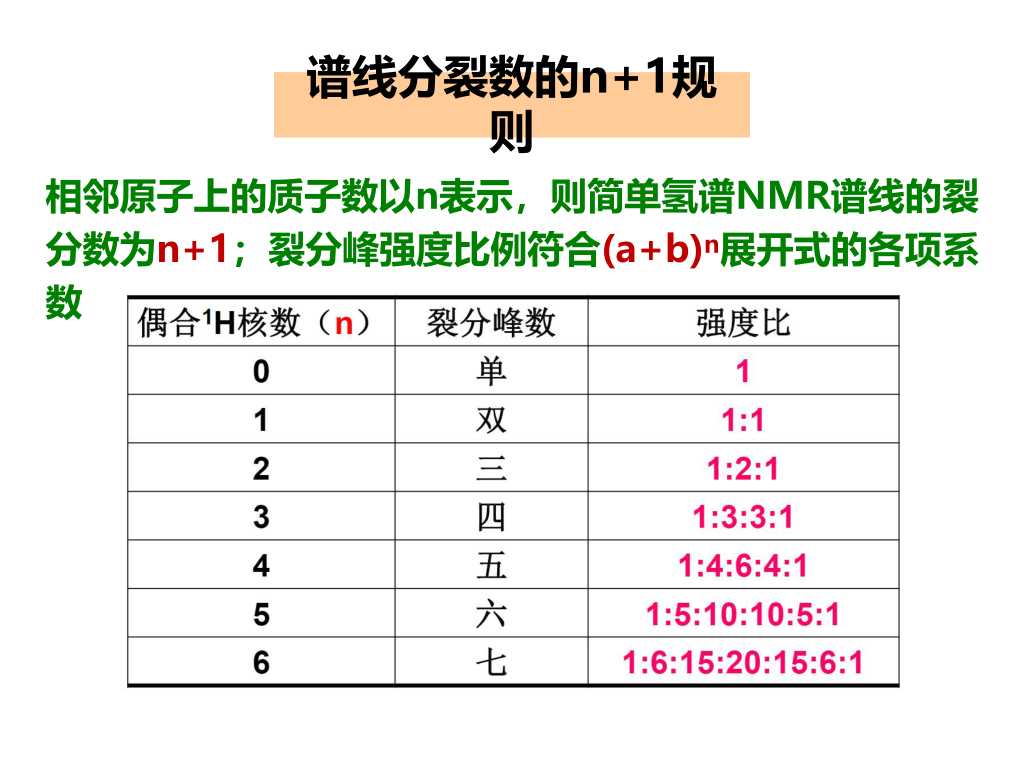 谱线分裂数的n+1规
则
相邻原子上的质子数以n表示，则简单氢谱NMR谱线的裂
分数为n+1；裂分峰强度比例符合(a+b)ⁿ展开式的各项系
数
偶合¹H核数（n） 裂分峰数 强度比
0 单 1
1 双 1:1
2 三 1:2:1
3 四 1:3:3:1
4 五 1:4:6:4:1
5 六 1:5:10:10:5:1
6 七 1:6:15:20:15:6:1